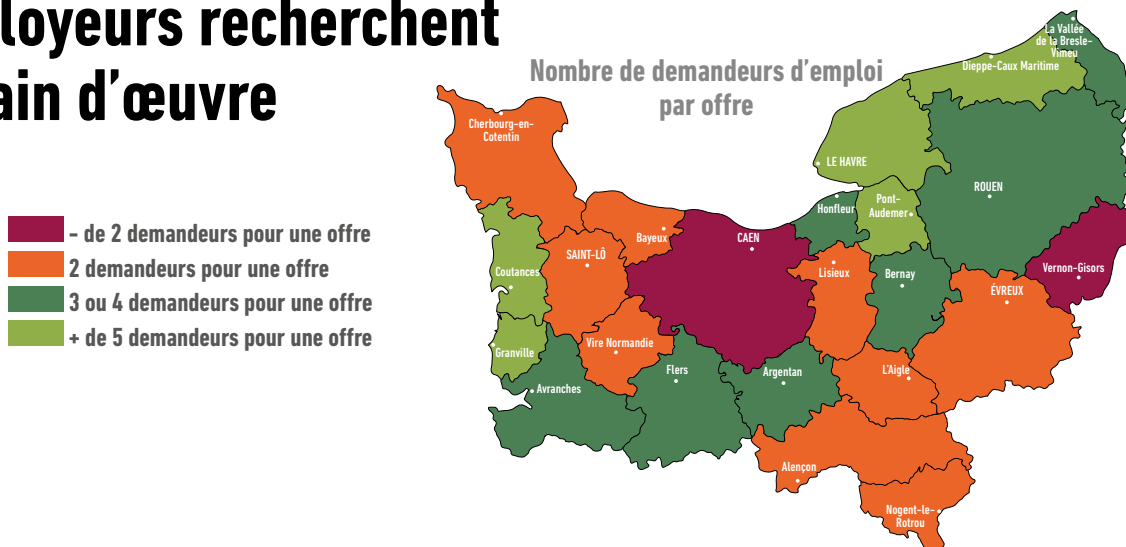 loyeurs recherchent
ain d’œuvre
Nombre de demandeurs d’emploi
par offre
- de 2 demandeurs pour une offre
2 demandeurs pour une offre
3 ou 4 demandeurs pour une offre
+ de 5 demandeurs pour une offre
La Vallée
de la Bresle-
Vimeu
Dieppe-Caux Maritime
Cherbourg-en-
Cotentin
LE HAVRE
ROUEN
Pont-
Audemer
Honfleur
Bayeux
CAEN
SAINT-LÔ
Coutances
Lisieux
Bernay
Vernon-Gisors
ÉVREUX
Vire Normandie
Granville
Flers
Argentan
L’Aigle
Avranches
Alençon
Nogent-le-
Rotrou